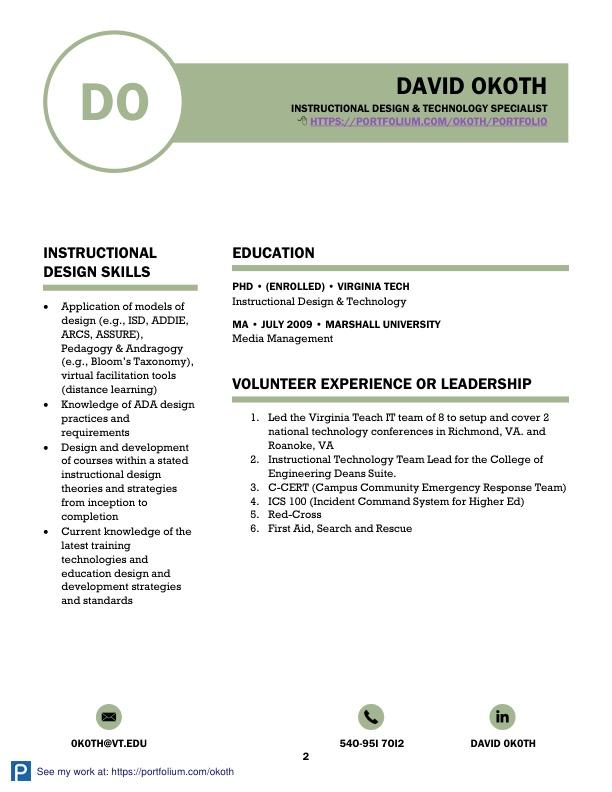 DO
DAVID OKOTH
INSTRUCTIONAL DESIGN & TECHNOLOGY SPECIALIST
HTTPS://PORTFOLIUM.COM/OKOTH/PORTFOLIO
INSTRUCTIONAL
DESIGN SKILLS
• Application of models of
design (e.g., ISD, ADDIE,
ARCS, ASSURE),
Pedagogy & Andragogy
(e.g., Bloom's Taxonomy),
virtual facilitation tools
(distance learning)
• Knowledge of ADA design
practices and
requirements
• Design and development
of courses within a stated
instructional design
theories and strategies
from inception to
completion
• Current knowledge of the
latest training
technologies and
education design and
development strategies
and standards
EDUCATION
PHD • (ENROLLED) • VIRGINIA TECH
Instructional Design & Technology
MA • JULY 2009 • MARSHALL UNIVERSITY
Media Management
VOLUNTEER EXPERIENCE OR LEADERSHIP
1. Led the Virginia Teach IT team of 8 to setup and cover 2
national technology conferences in Richmond, VA. and
Roanoke, VA
2. Instructional Technology Team Lead for the College of
Engineering Deans Suite.
3. C-CERT (Campus Community Emergency Response Team)
4. ICS 100 (Incident Command System for Higher Ed)
5. Red-Cross
6. First Aid, Search and Rescue
in
OKOTH@VT.EDU
540-951 7012
DAVID OKOTH
2
P See my work at: https://portfolium.com/okoth